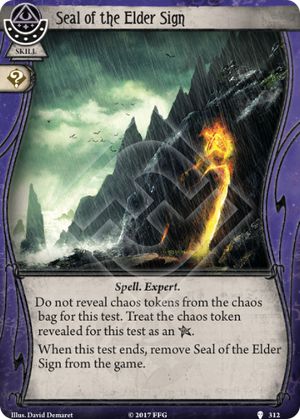 Seal of the Elder Sign
SKILL
?
Spell. Expert.
Do not reveal chaos tokens from the chaos
bag for this test. Treat the chaos token
revealed for this test as an .
When this test ends, remove Seal of the Elder
Sign from the game.
Illus. David Demaret © 2017 FFG 312